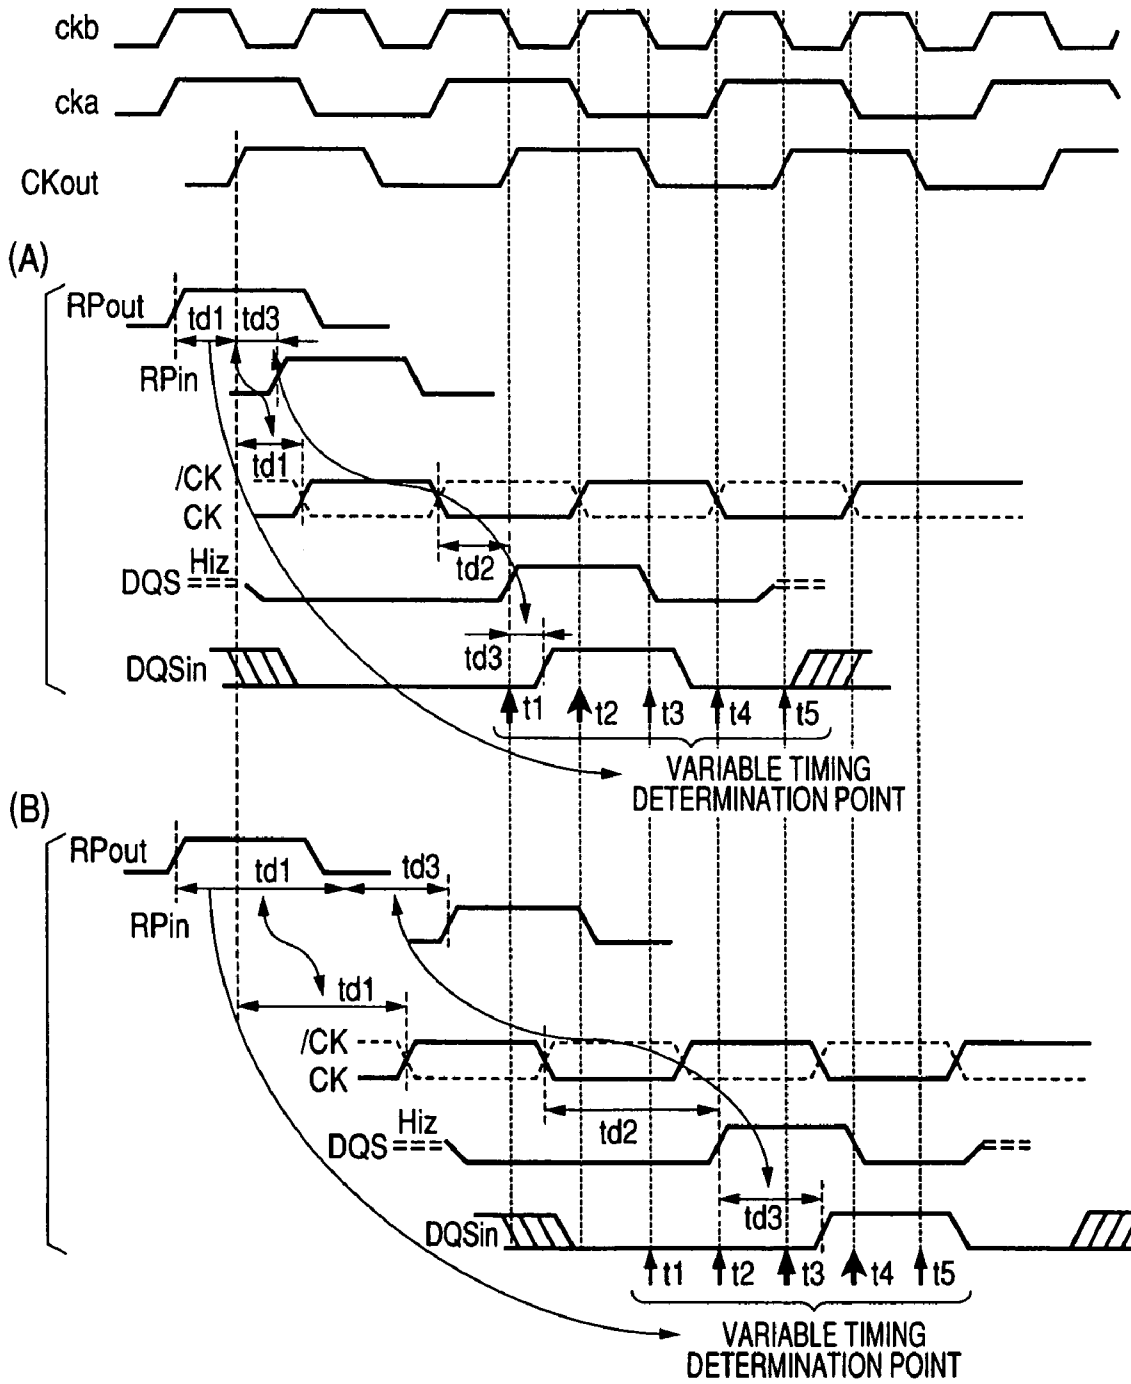 ckb
cka
CKout
(A)
RPout
td1 td3
RPin
td1
/CK
CK
td2
Hiz
DQS
td3
DQSin
t1 t2 t3 t4 t5
VARIABLE TIMING
DETERMINATION POINT
(B)
RPout
td1 td3
RPin
td1
/CK
CK
td2
Hiz
DQS
td3
DQSin
t1 t2 t3 t4 t5
VARIABLE TIMING
DETERMINATION POINT